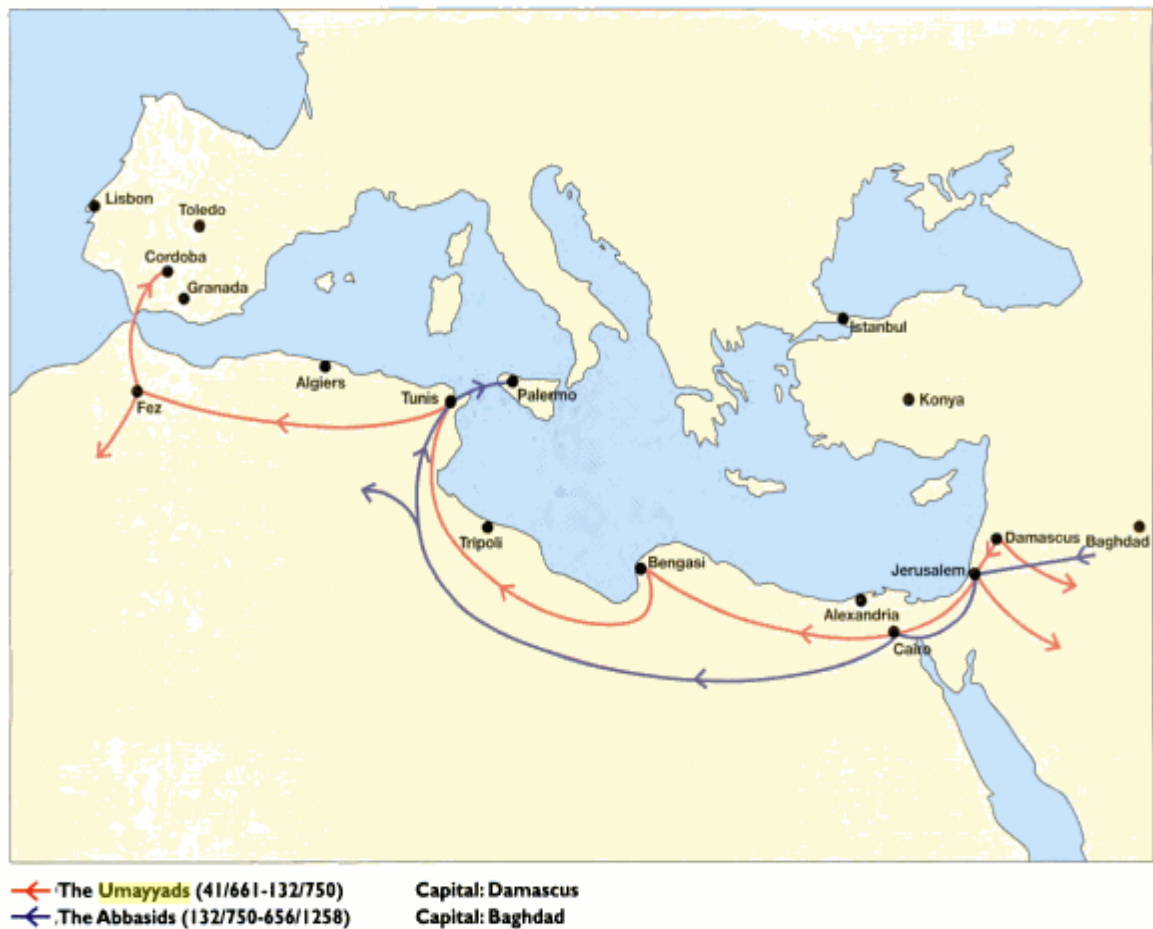 Lisbon
Toledo
Cordoba
Granada
Istanbul
Algiers
Tunis
Palermo
Konya
Fez
Tripoli
Damascus Baghdad
Bengasi
Jerusalem
Alexandria
Cairo
The Umayyads (41/661-132/750) Capital: Damascus
The Abbasids (132/750-656/1258) Capital: Baghdad